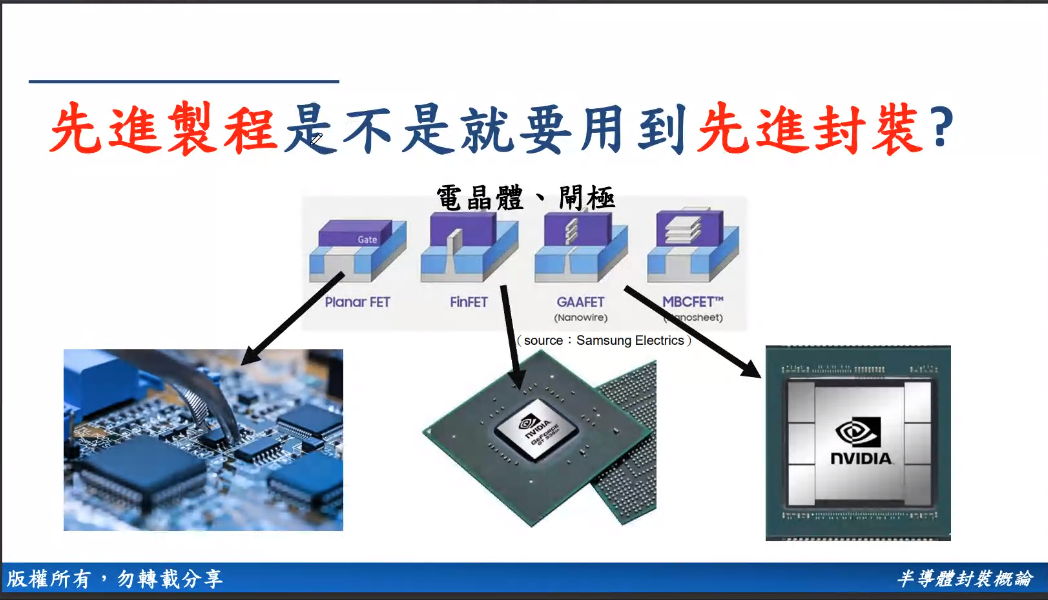 先進製程是不是就要用到先進封裝?
電晶體、閘極
Gate
Planar FET
FinFET
GAAFET
(Nanowire)
MBCFET™
(Nanosheet)
（source：Samsung Electrics）
NVIDIA
GEFORCE
NVIDIA
版權所有，勿轉載分享
半導體封裝概論